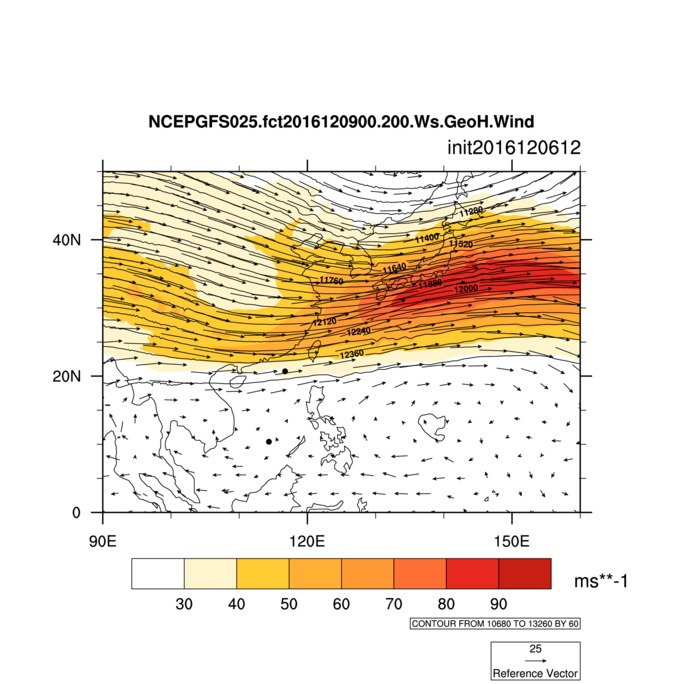 NCEPGFS025.fct2016120900.200.Ws.GeoH.Wind
init2016120612
11280
11400
11520
11640
11760
11880
12000
12120
12240
12360
40N
20N
0
90E 120E 150E
ms**-1
30 40 50 60 70 80 90
CONTOUR FROM 10680 TO 13260 BY 60
25
Reference Vector